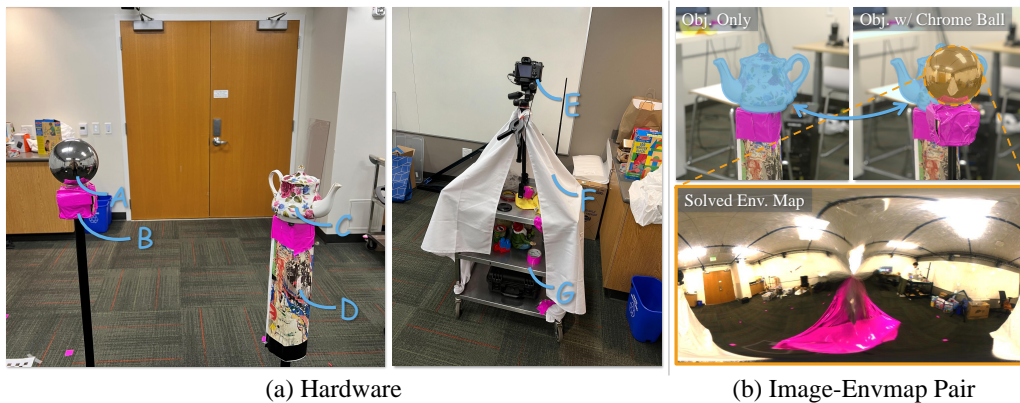 A
B
C
D
E
F
G
Obj. Only
Obj. w/ Chrome Ball
Solved Env. Map
(a) Hardware
(b) Image-Envmap Pair